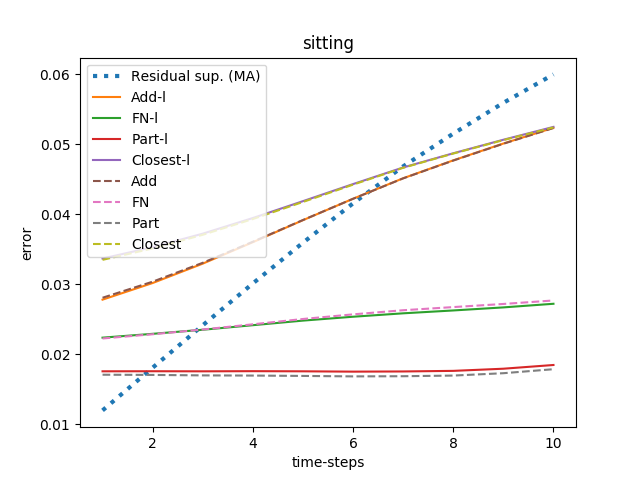 sitting
0.06
0.05
0.04
0.03
0.02
0.01
error
Residual sup. (MA)
Add-l
FN-l
Part-l
Closest-l
Add
FN
Part
Closest
2 4 6 8 10
time-steps